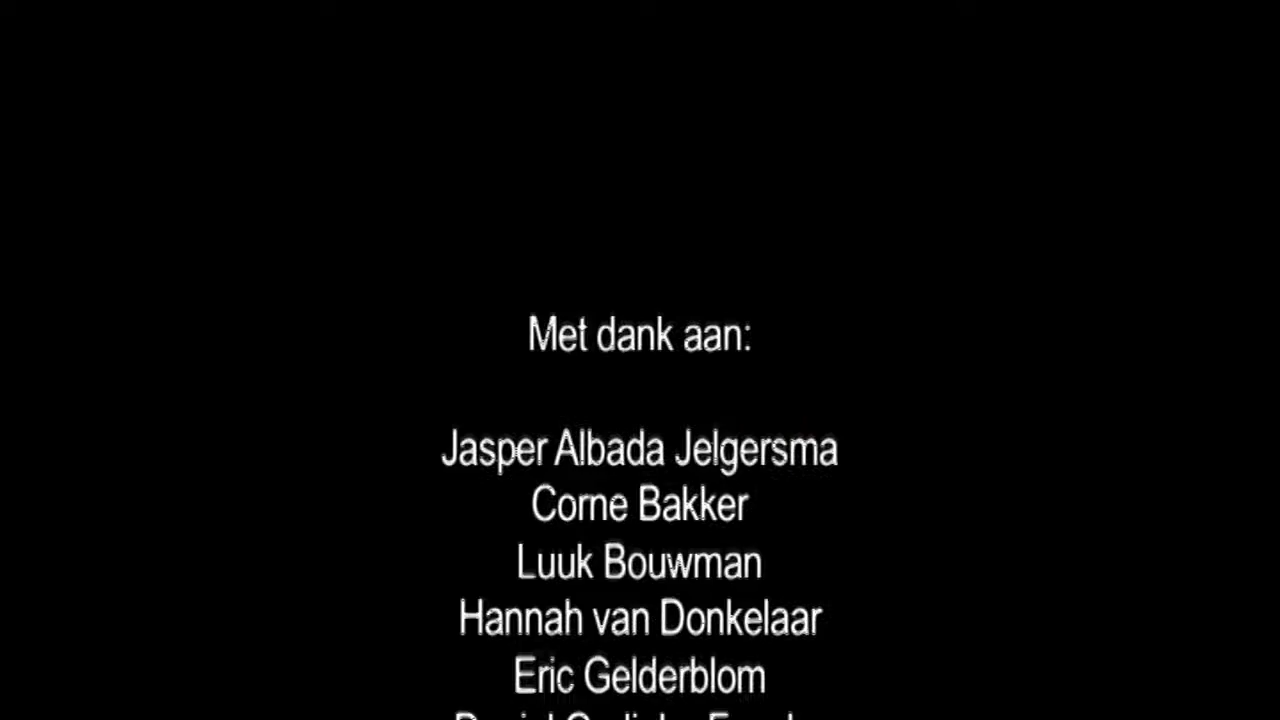 Met dank aan:
Jasper Albada Jelgersma
Corne Bakker
Luuk Bouwman
Hannah van Donkelaar
Eric Gelderblom